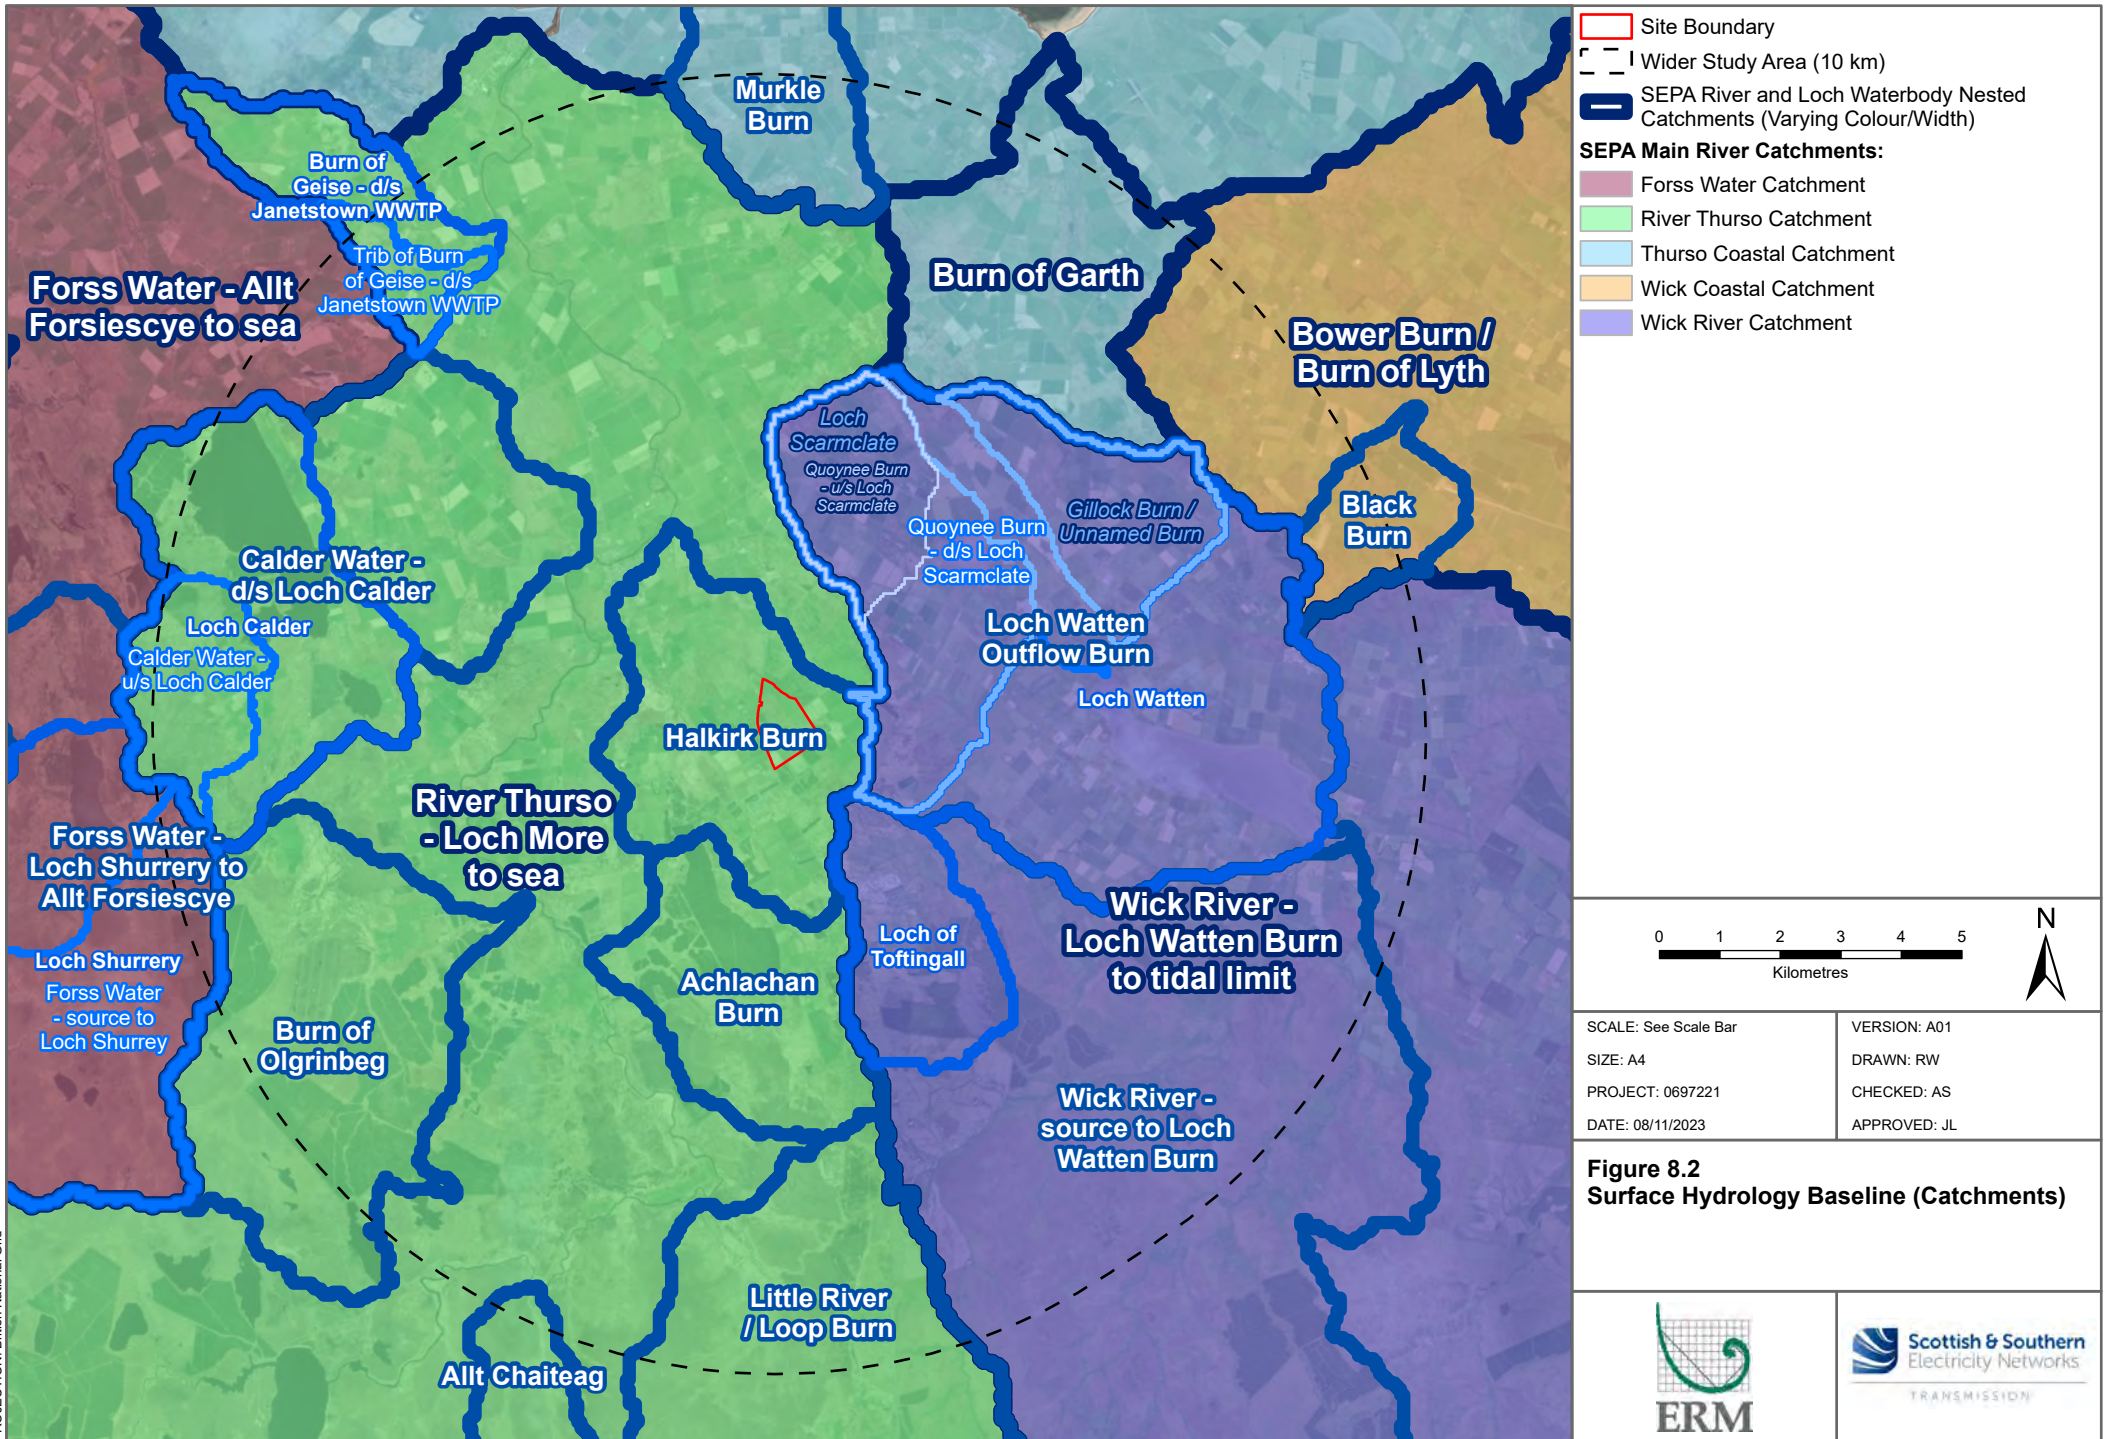 Murkle
Burn
Burn of
Geise - d/s
Janetstown WWTP
Trib of Burn
of Geise - d/s
Janetstown WWTP
Forss Water - Allt
Forsiescye to sea
Burn of Garth
Bower Burn /
Burn of Lyth
Loch
Scarmclate
Quoynee Burn
- u/s Loch
Scarmclate
Gillock Burn /
Unnamed Burn
Quoynee Burn
- d/s Loch
Scarmclate
Black
Burn
Calder Water -
d/s Loch Calder
Loch Calder
Calder Water -
u/s Loch Calder
Loch Watten
Outflow Burn
Loch Watten
Halkirk Burn
River Thurso
- Loch More
to sea
Forss Water -
Loch Shurrery to
Allt Forsiescye
Loch Shurrery
Forss Water
- source to
Loch Shurrey
Loch of
Toftingall
Wick River -
Loch Watten Burn
to tidal limit
Achlachan
Burn
Burn of
Olgrinbeg
Wick River -
source to Loch
Watten Burn
Little River
/ Loop Burn
Allt Chaiteag
Site Boundary
Wider Study Area (10 km)
SEPA River and Loch Waterbody Nested
Catchments (Varying Colour/Width)
SEPA Main River Catchments:
Forss Water Catchment
River Thurso Catchment
Thurso Coastal Catchment
Wick Coastal Catchment
Wick River Catchment
0 1 2 3 4 5
Kilometres
N
SCALE: See Scale Bar
VERSION: A01
SIZE: A4
DRAWN: RW
PROJECT: 0697221
CHECKED: AS
DATE: 08/11/2023
APPROVED: JL
Figure 8.2
Surface Hydrology Baseline (Catchments)
ERM
Scottish & Southern
Electricity Networks
TRANSMISSION